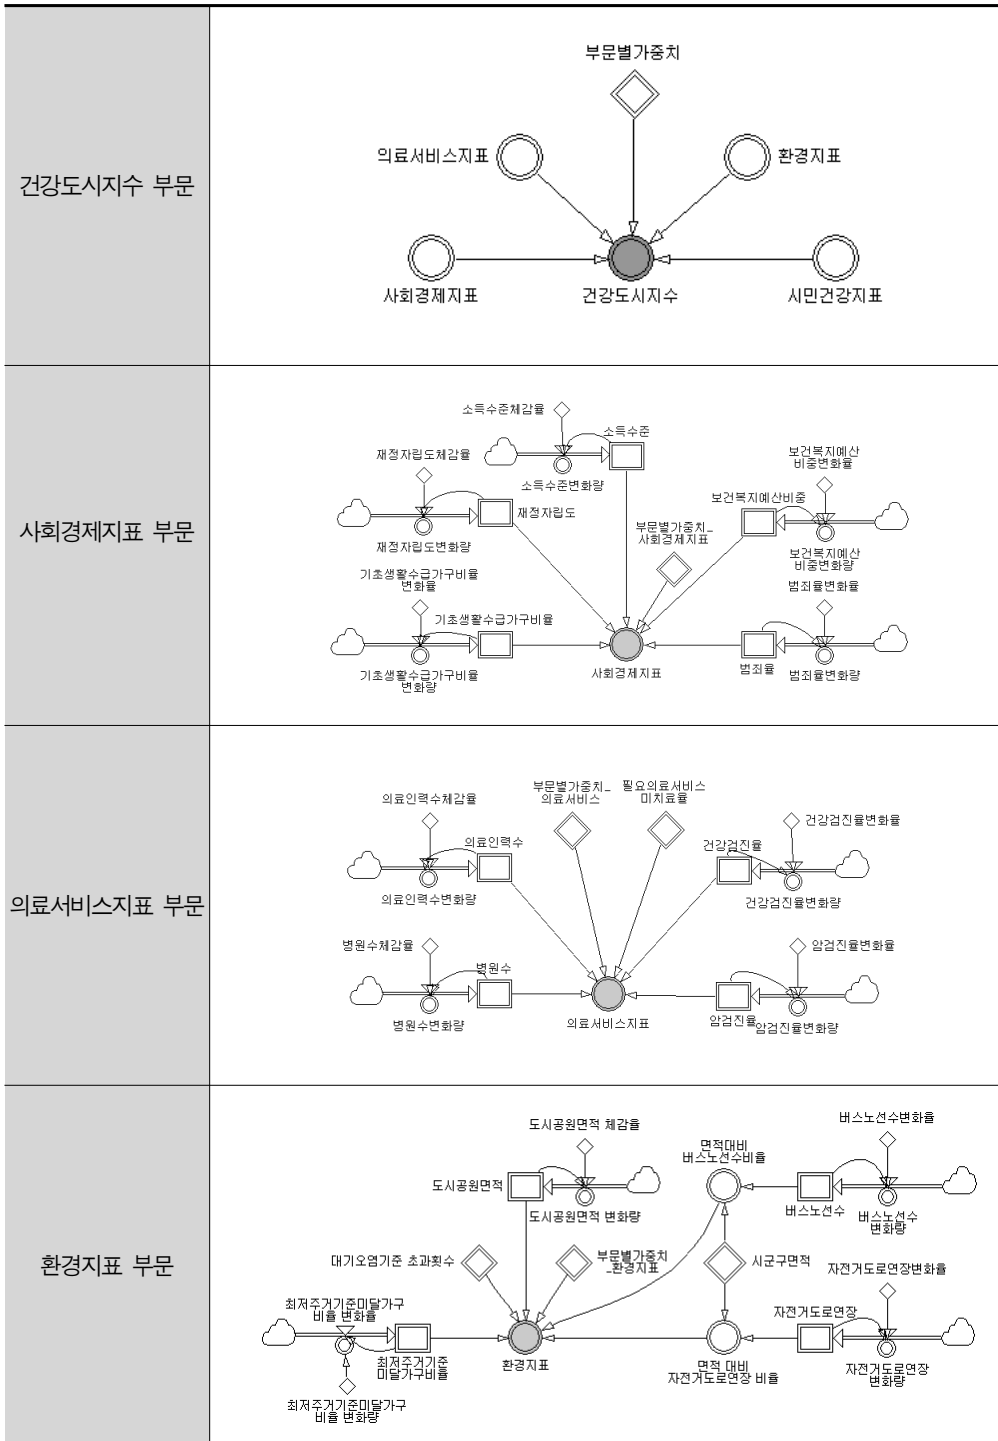 건강도시지수 부문
부문별가중치
의료서비스지표
환경지표
사회경제지표
건강도시지수
시민건강지표
사회경제지표 부문
소득수준체감율
소득수준
소득수준변화량
재정자립도체감율
재정자립도
재정자립도변화량
보건복지예산
비중변화율
보건복지예산비중
보건복지예산
비중변화량
부문별가중치_
사회경제지표
기초생활수급가구비율
변화율
기초생활수급가구비율
기초생활수급가구비율
변화량
사회경제지표
범죄율변화율
범죄율
범죄율변화량
의료서비스지표 부문
의료인력수체감율
의료인력수
의료인력수변화량
부문별가중치_
의료서비스
필요의료서비스
미치료율
건강검진율변화율
건강검진율
건강검진율변화량
병원수체감율
병원수
병원수변화량
의료서비스지표
암검진율변화율
암검진율
암검진율변화량
환경지표 부문
도시공원면적 체감율
도시공원면적
도시공원면적 변화량
면적대비
버스노선수비율
버스노선수변화율
버스노선수
버스노선수
변화량
대기오염기준 초과횟수
부문별가중치
_환경지표
시군구면적
자전거도로연장변화율
자전거도로연장
자전거도로연장
변화량
최저주거기준미달가구
비율 변화율
최저주거기준
미달가구비율
최저주거기준미달가구
비율 변화량
환경지표
면적 대비
자전거도로연장 비율